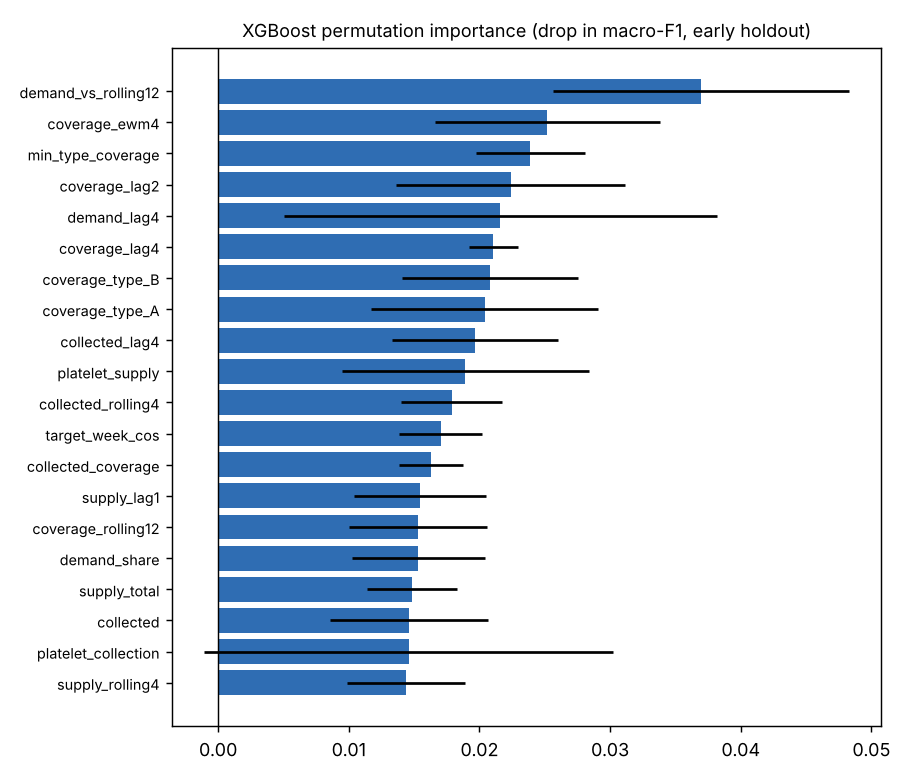 XGBoost permutation importance (drop in macro-F1, early holdout)
demand_vs_rolling12
coverage_ewm4
min_type_coverage
coverage_lag2
demand_lag4
coverage_lag4
coverage_type_B
coverage_type_A
collected_lag4
platelet_supply
collected_rolling4
target_week_cos
collected_coverage
supply_lag1
coverage_rolling12
demand_share
supply_total
collected
platelet_collection
supply_rolling4
0.00 0.01 0.02 0.03 0.04 0.05